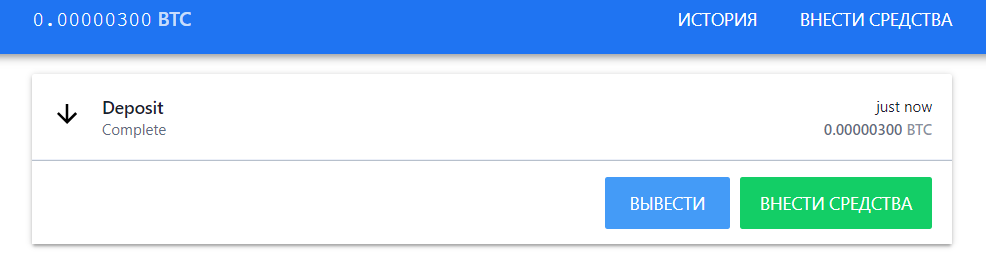 0.00000300 BTC ИСТОРИЯ ВНЕСТИ СРЕДСТВА
Deposit just now
Complete 0.00000300 BTC
ВЫВЕСТИ ВНЕСТИ СРЕДСТВА